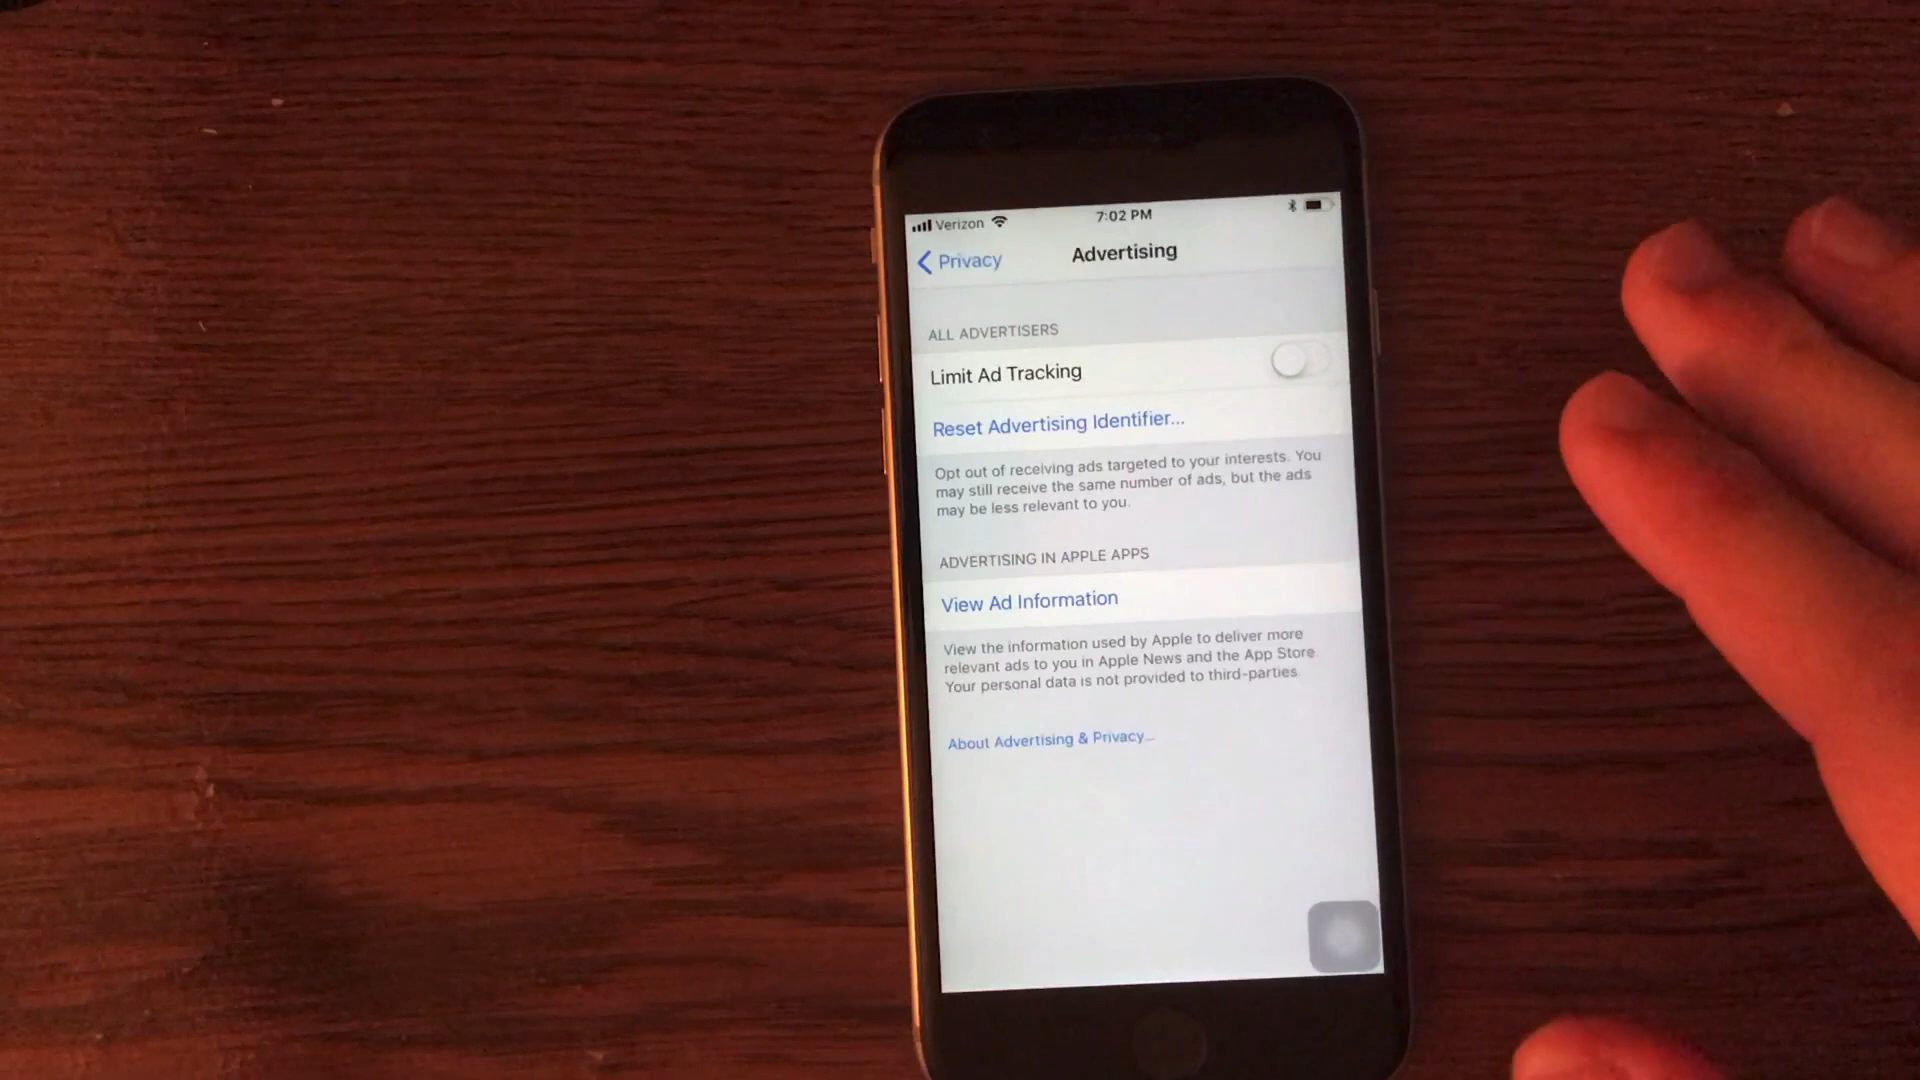 Verizon 7:02 PM
Privacy Advertising
ALL ADVERTISERS
Limit Ad Tracking
Reset Advertising Identifier...
Opt out of receiving ads targeted to your interests. You
may still receive the same number of ads, but the ads
may be less relevant to you.
ADVERTISING IN APPLE APPS
View Ad Information
View the information used by Apple to deliver more
relevant ads to you in Apple News and the App Store.
Your personal data is not provided to third-parties.
About Advertising & Privacy...